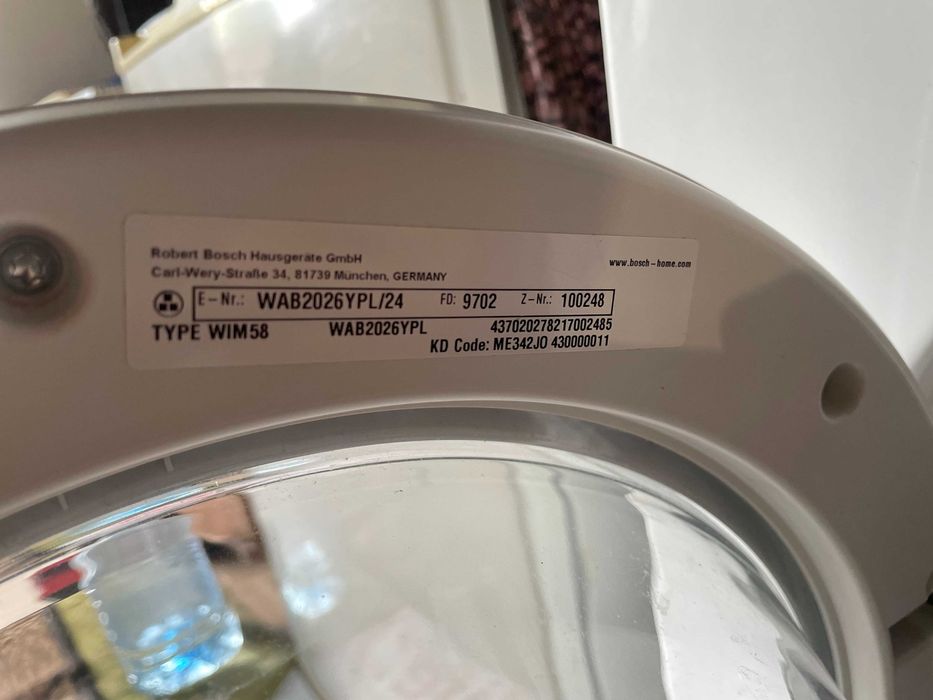 Robert Bosch Hausgeräte GmbH
Carl-Wery-Straße 34, 81739 München, GERMANY
www.bosch-home.com
E-Nr.: WAB2026YPL/24 FD: 9702 Z-Nr.: 100248
TYPE WIM58 WAB2026YPL 437020278217002485
KD Code: ME342JO 430000011